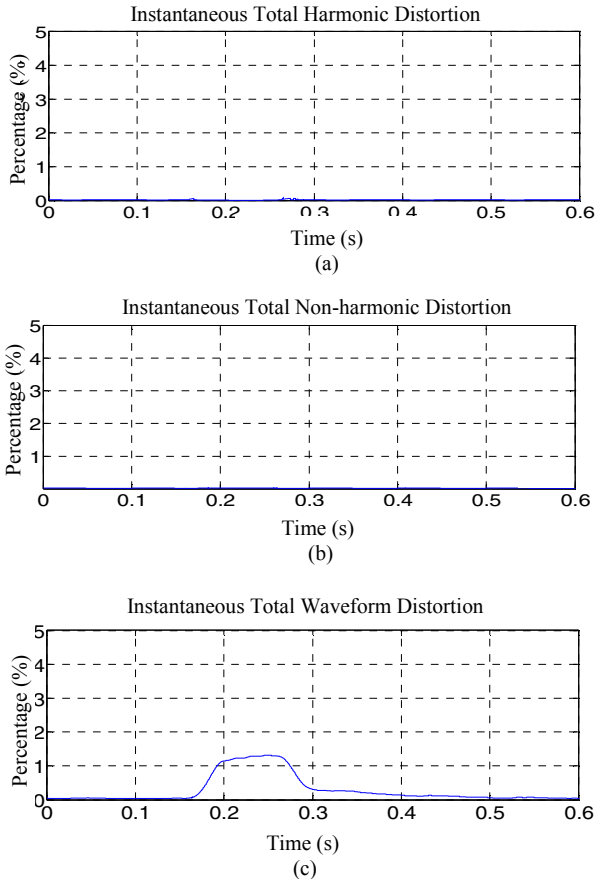 Instantaneous Total Harmonic Distortion
Percentage (%)
5
4
3
2
1
0
0 0.1 0.2 0.3 0.4 0.5 0.6
Time (s)
(a)
Instantaneous Total Non-harmonic Distortion
Percentage (%)
5
4
3
2
1
0 0.1 0.2 0.3 0.4 0.5 0.6
Time (s)
(b)
Instantaneous Total Waveform Distortion
Percentage (%)
5
4
3
2
1
0
0 0.1 0.2 0.3 0.4 0.5 0.6
Time (s)
(c)